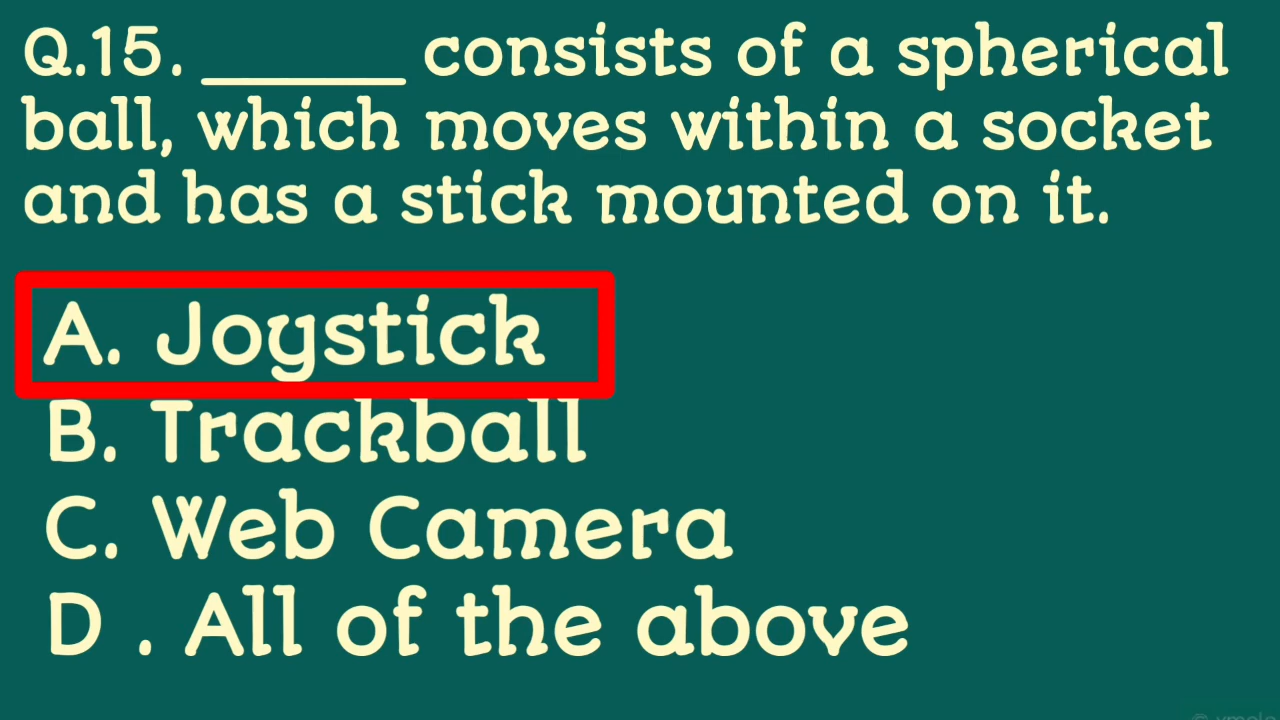 Q.15. _____ consists of a spherical
ball, which moves within a socket
and has a stick mounted on it.
A. Joystick
B. Trackball
C. Web Camera
D . All of the above